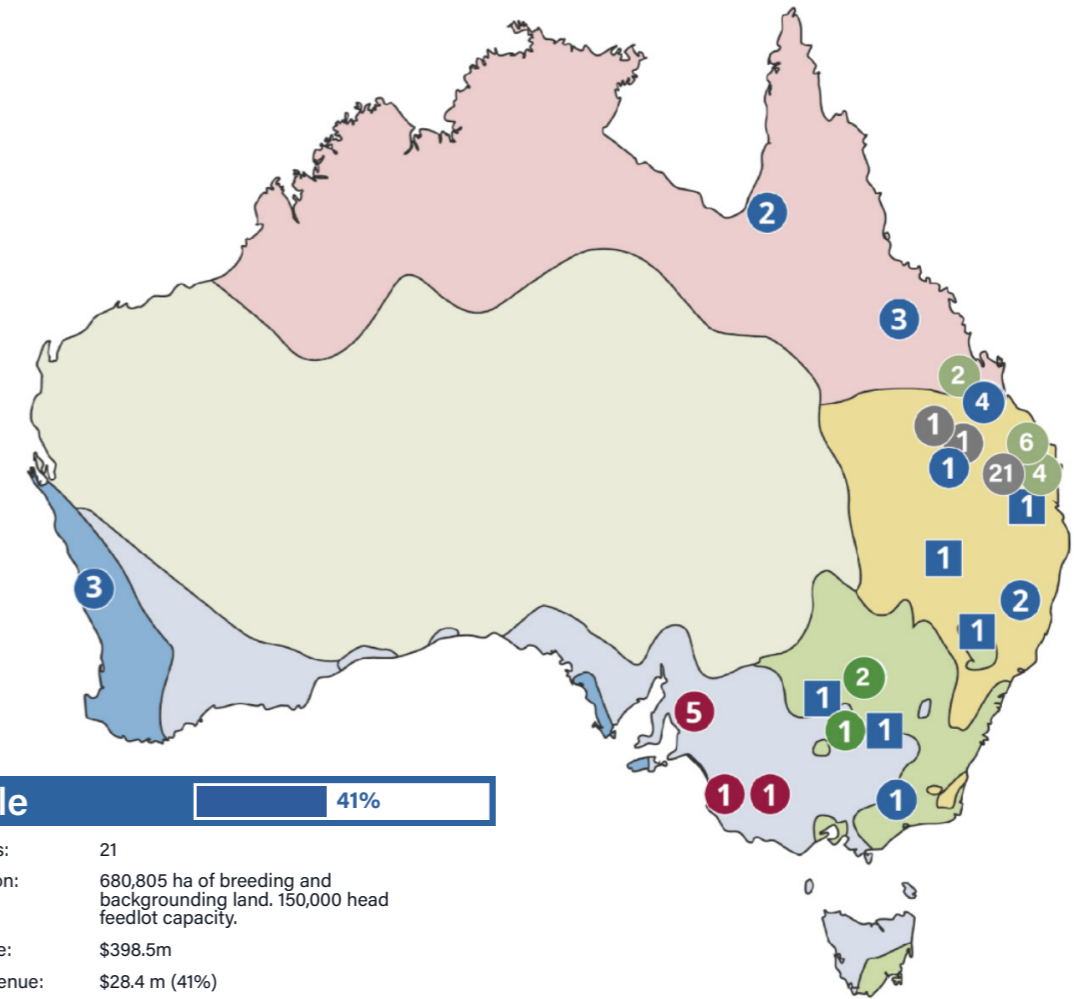 2
3
2
4
1
1
6
1
21
4
1
1
3
2
1
2
1
5
1
1
1
1
1
le
41%
s:
21
on:
680,805 ha of breeding and
backgrounding land. 150,000 head
feedlot capacity.
e:
$398.5m
enue:
$28.4 m (41%)